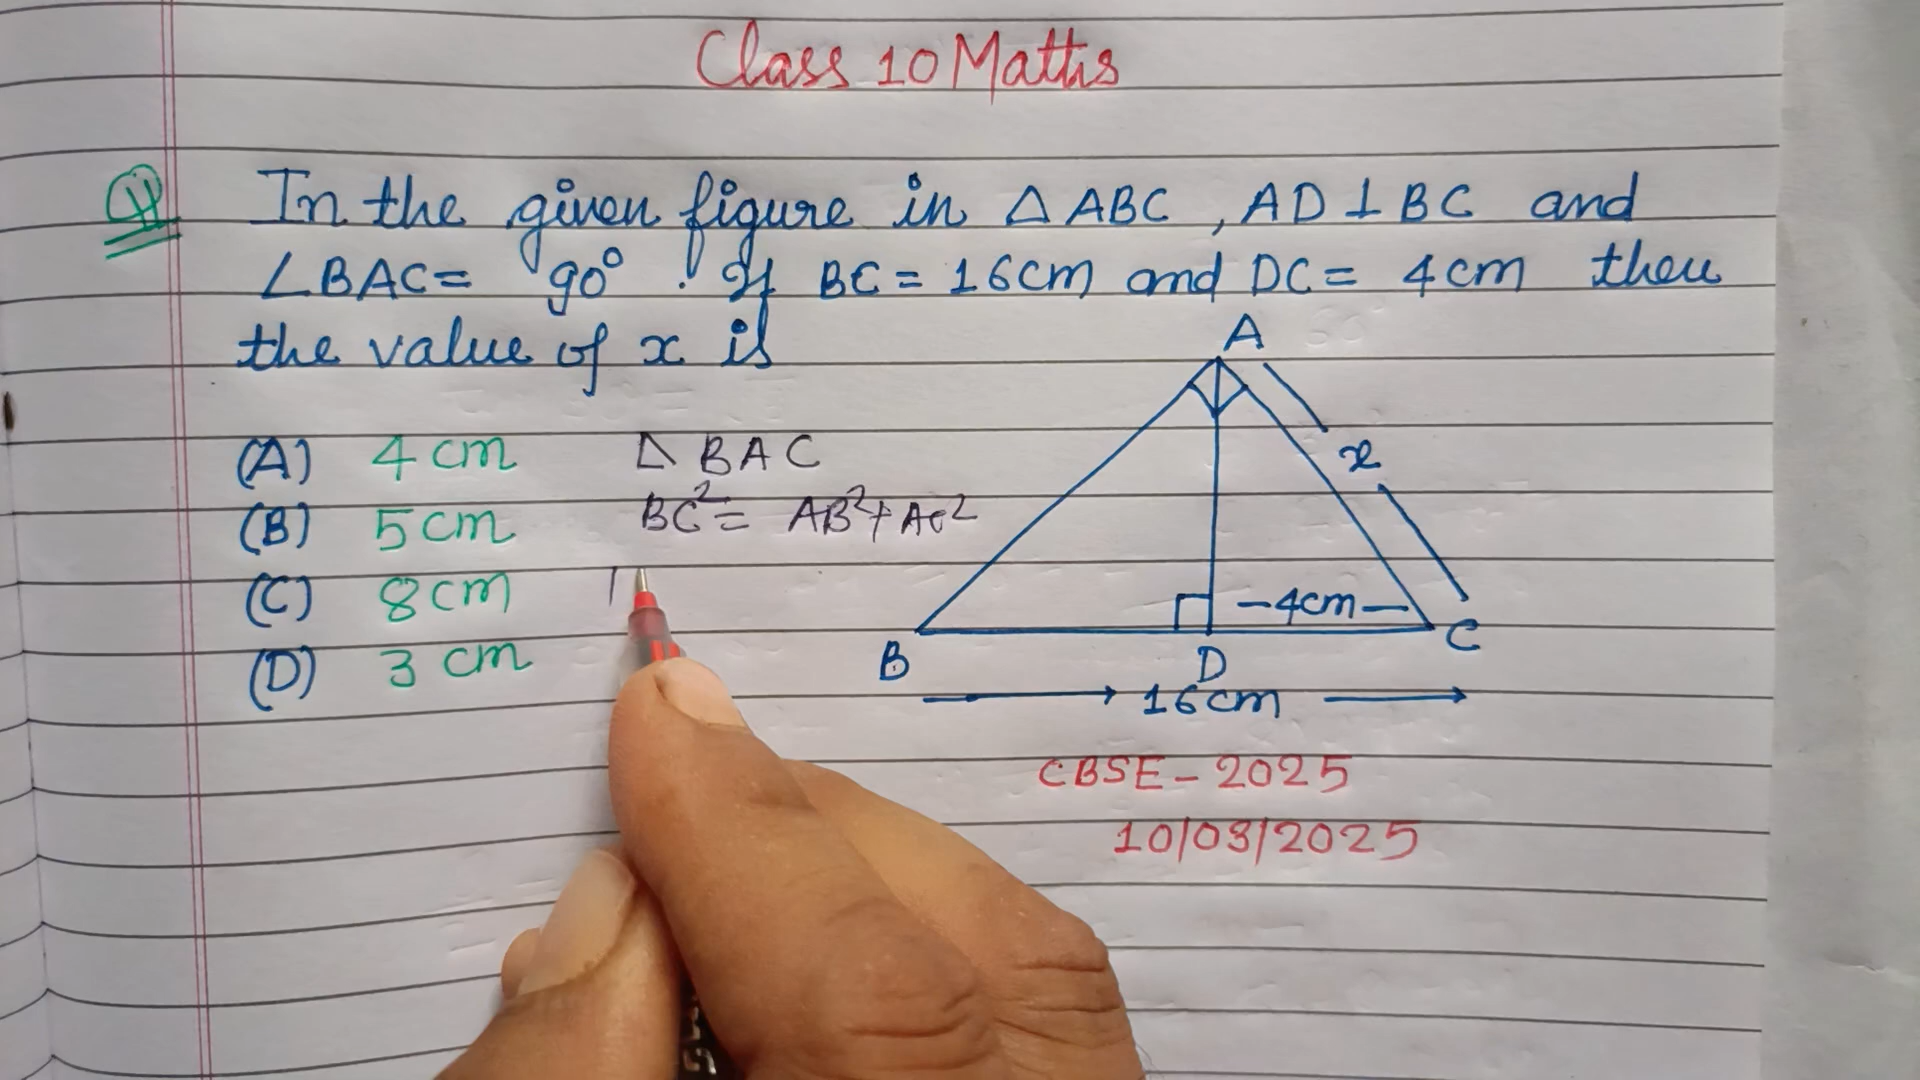 Class 10 Maths
Q In the given figure in △ ABC, AD ⊥ BC and
∠BAC= 90° . If BC = 16cm and DC = 4cm then
the value of x is
(A) 4 cm
(B) 5 cm
(C) 8 cm
(D) 3 cm
△ BAC
BC² = AB² + AC²
1
A
x
4cm
B
D
C
16cm
CBSE - 2025
10/03/2025